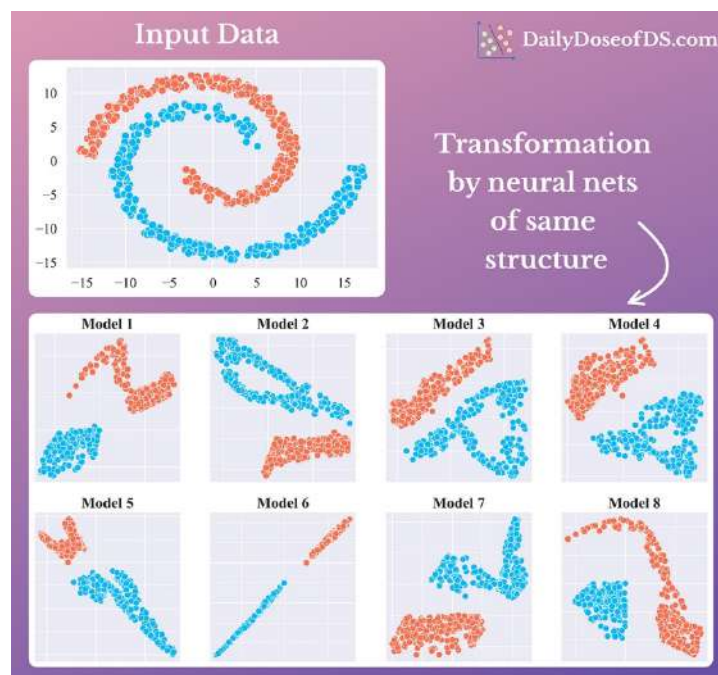 Input Data
DailyDoseofDS.com
10
5
0
−5
−10
−15
−15 −10 −5 0 5 10 15
Transformation
by neural nets
of same
structure
Model 1 Model 2 Model 3 Model 4
Model 5 Model 6 Model 7 Model 8